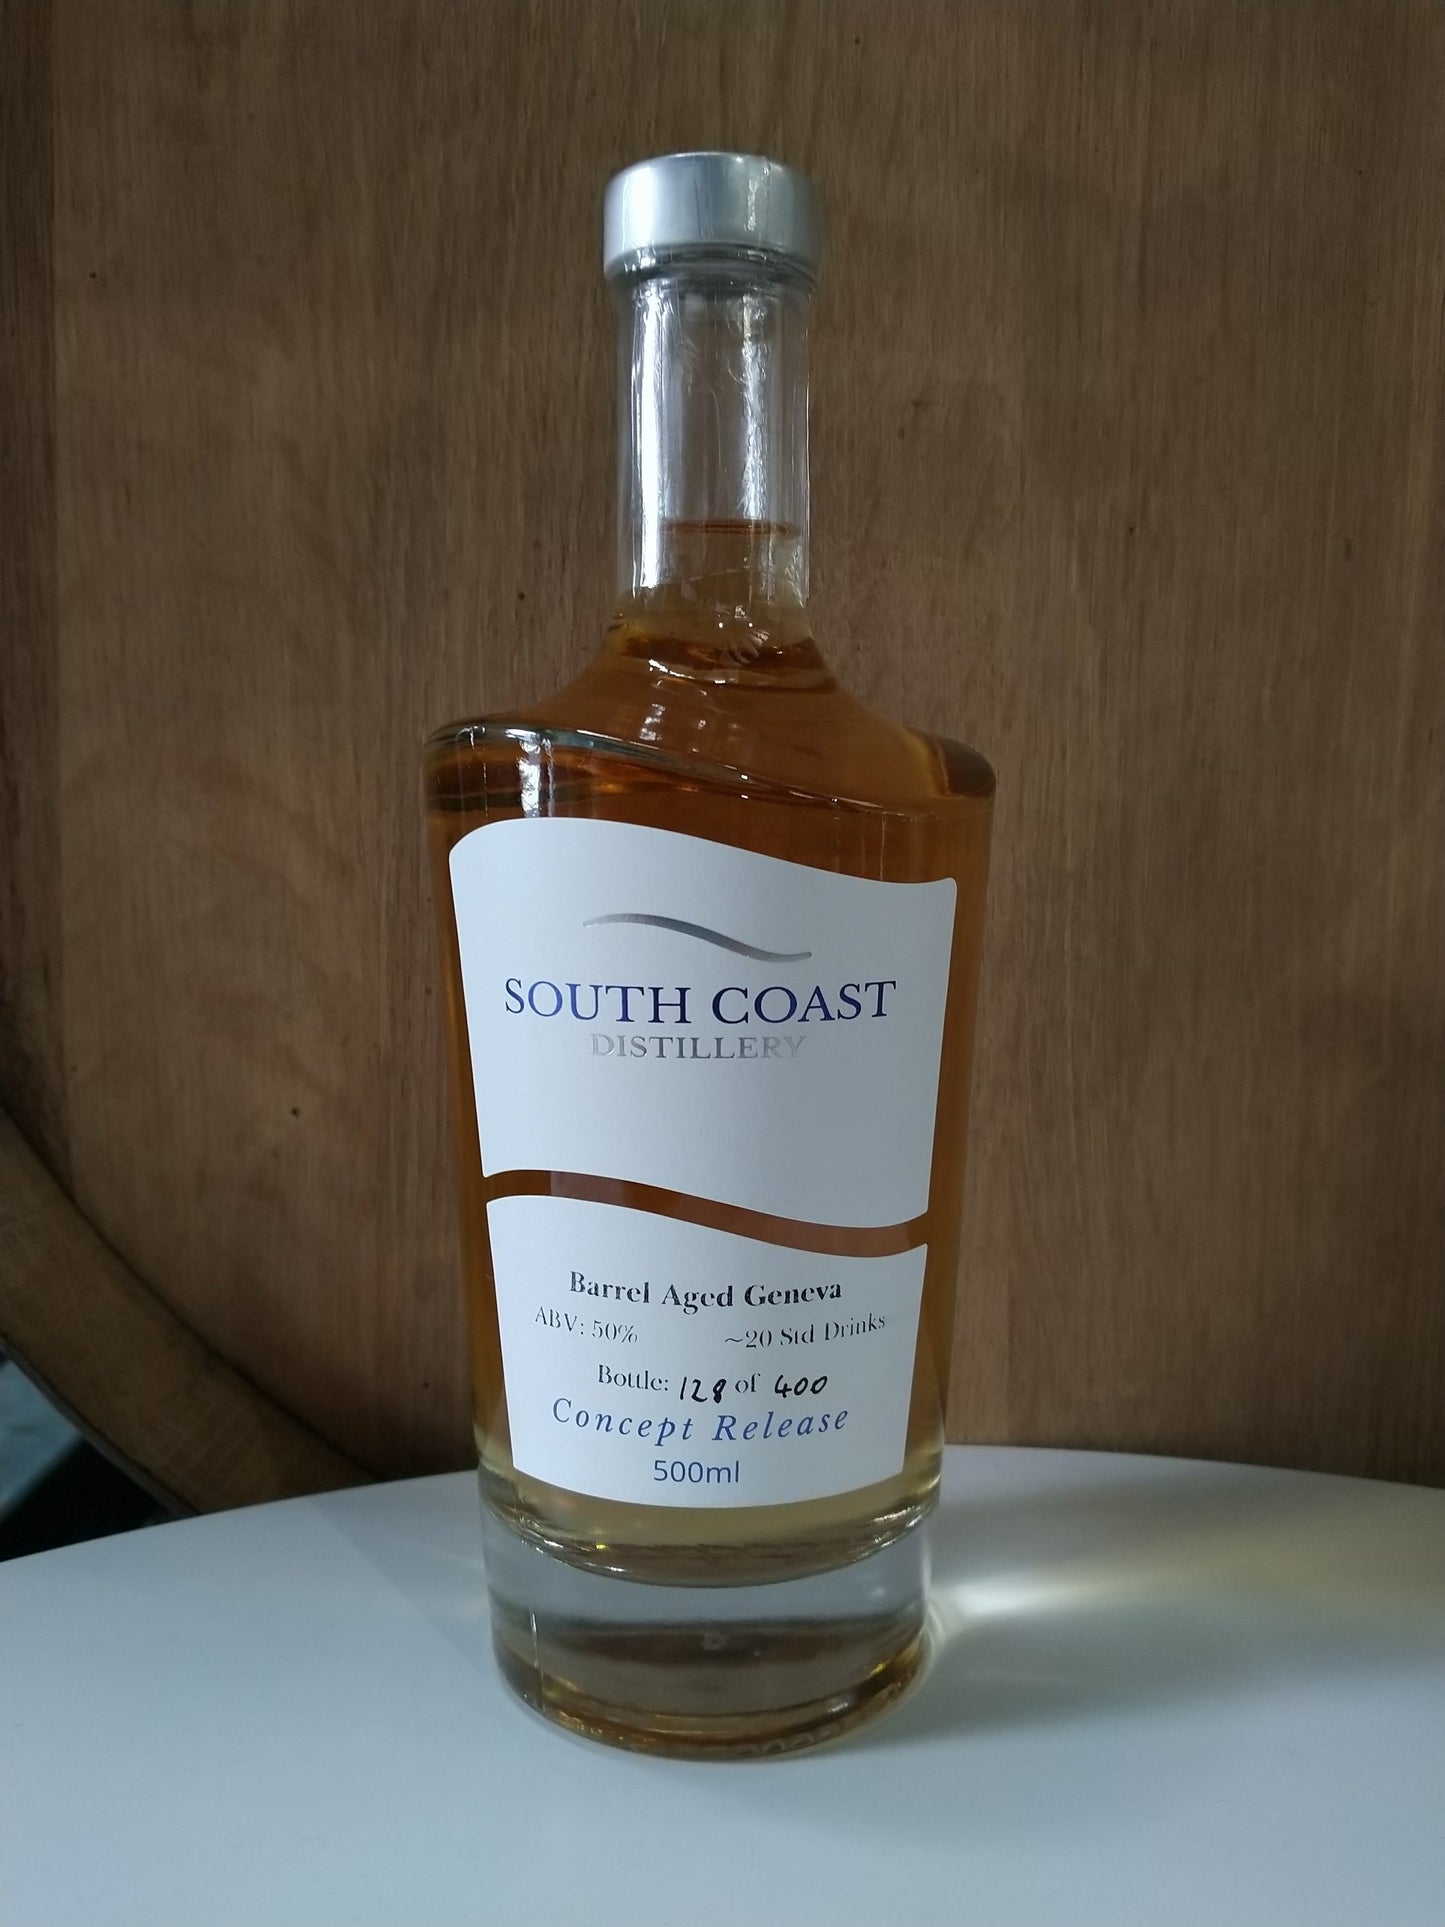 SOUTH COAST
DISTILLERY
Barrel Aged Geneva
ABV: 50% ~20 Std Drinks
Bottle: 128 of 400
Concept Release
500ml